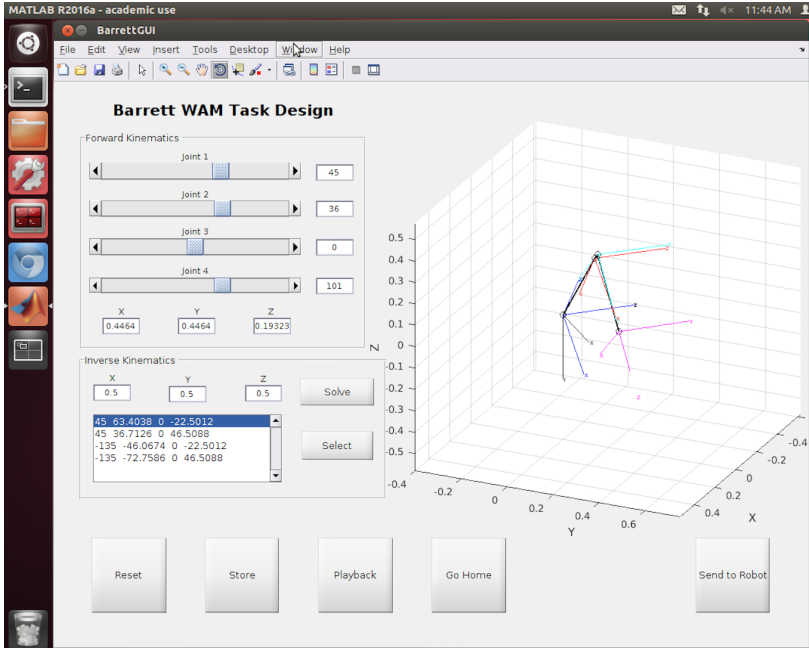 MATLAB R2016a - academic use
11:44 AM
BarrettGUI
File Edit View Insert Tools Desktop Window Help
Barrett WAM Task Design
Forward Kinematics
Joint 1
45
Joint 2
36
Joint 3
0
Joint 4
101
X Y Z
0.4464 0.4464 0.19323
Inverse Kinematics
X Y Z
0.5 0.5 0.5
Solve
45 63.4038 0 -22.5012
45 36.7126 0 46.5088
-135 -46.0674 0 -22.5012
-135 -72.7586 0 46.5088
Select
0.5
0.4
0.3
0.2
0.1
0
-0.1
-0.2
-0.3
-0.4
-0.5
Z
-0.4 -0.2 0 0.2 0.4 0.6
Y
0.4 0.2 0 -0.2 -0.4
X
Reset Store Playback Go Home Send to Robot